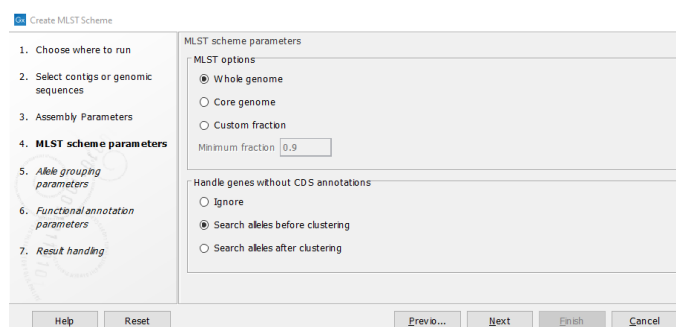 Gx Create MLST Scheme
1. Choose where to run
2. Select contigs or genomic
sequences
3. Assembly Parameters
4. MLST scheme parameters
5. Allele grouping
parameters
6. Functional annotation
parameters
7. Result handling
MLST scheme parameters
MLST options
Whole genome
Core genome
Custom fraction
Minimum fraction 0.9
Handle genes without CDS annotations
Ignore
Search alleles before clustering
Search alleles after clustering
Help Reset Previo... Next Finish Cancel